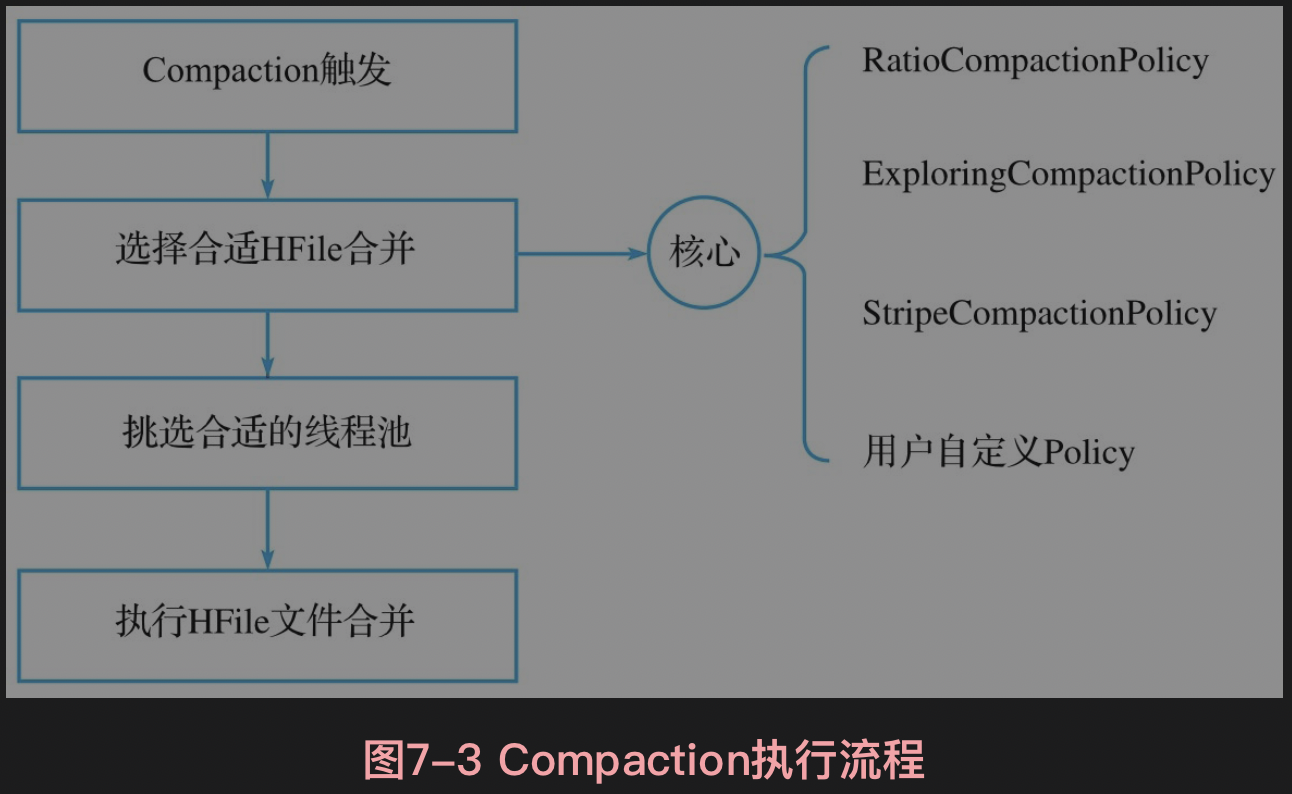 Compaction触发
选择合适HFile合并
挑选合适的线程池
执行HFile文件合并
核心
RatioCompactionPolicy
ExploringCompactionPolicy
StripeCompactionPolicy
用户自定义Policy
图7-3 Compaction执行流程